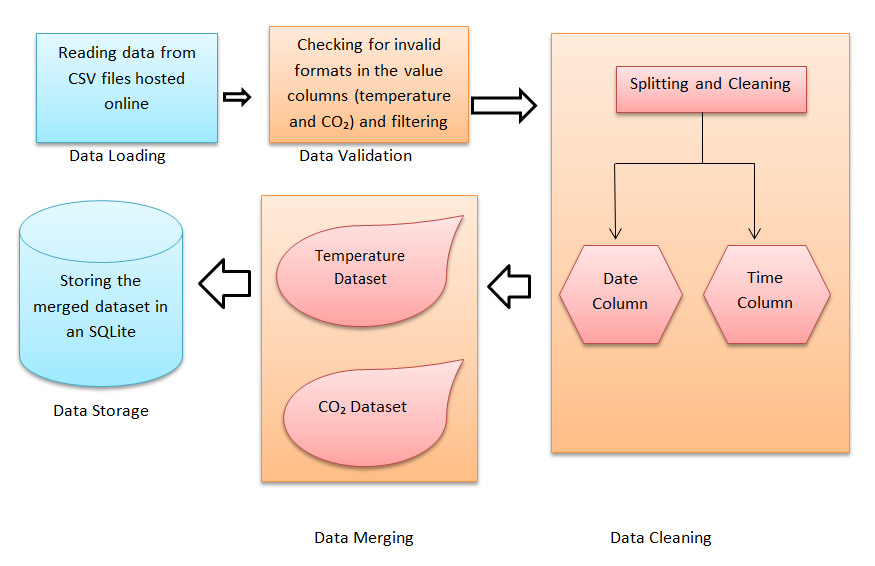 Reading data from
CSV files hosted
online
Data Loading
Checking for invalid
formats in the value
columns (temperature
and CO₂) and filtering
Data Validation
Splitting and Cleaning
Date
Column
Time
Column
Data Cleaning
Temperature
Dataset
CO₂ Dataset
Data Merging
Storing the
merged dataset in
an SQLite
Data Storage